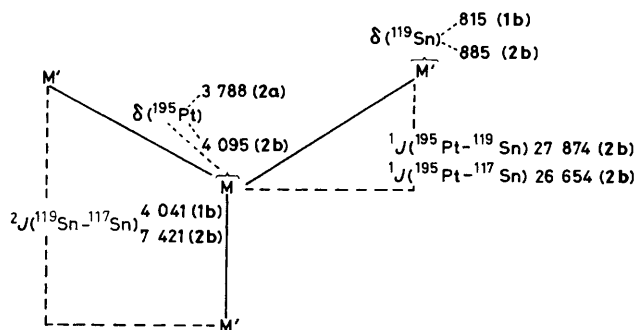 815 (1b)
δ(¹¹⁹Sn)
885 (2b)
M'
M'
3 788 (2a)
δ(¹⁹⁵Pt)
4 095 (2b)
¹J(¹⁹⁵Pt-¹¹⁹Sn) 27 874 (2b)
¹J(¹⁹⁵Pt-¹¹⁷Sn) 26 654 (2b)
M
4 041 (1b)
²J(¹¹⁹Sn-¹¹⁷Sn)
7 421 (2b)
M'